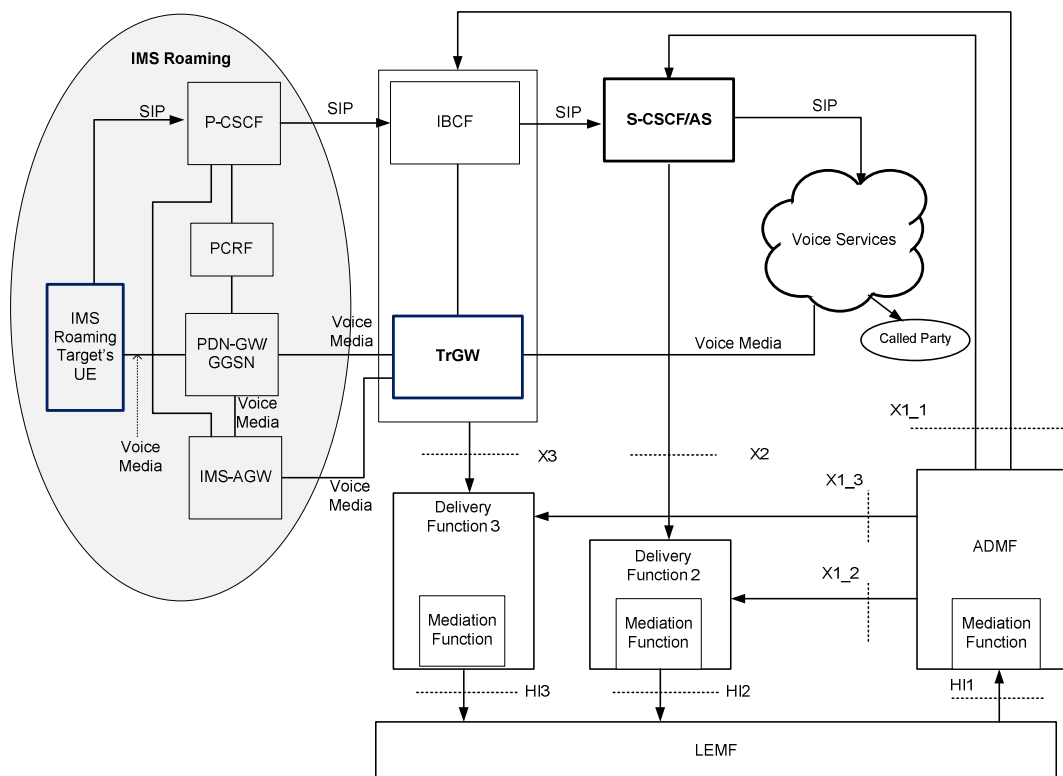 IMS Roaming
SIP
P-CSCF
SIP
IBCF
SIP
S-CSCF/AS
SIP
PCRF
Voice Services
IMS
Roaming
Target's
UE
PDN-GW/
GGSN
Voice
Media
TrGW
Voice Media
Called Party
Voice
Media
Voice
Media
IMS-AGW
Voice
Media
X3
X2
X1_1
X1_3
Delivery
Function 3
ADMF
Delivery
Function 2
X1_2
Mediation
Function
Mediation
Function
Mediation
Function
HI3
HI2
HI1
LEMF